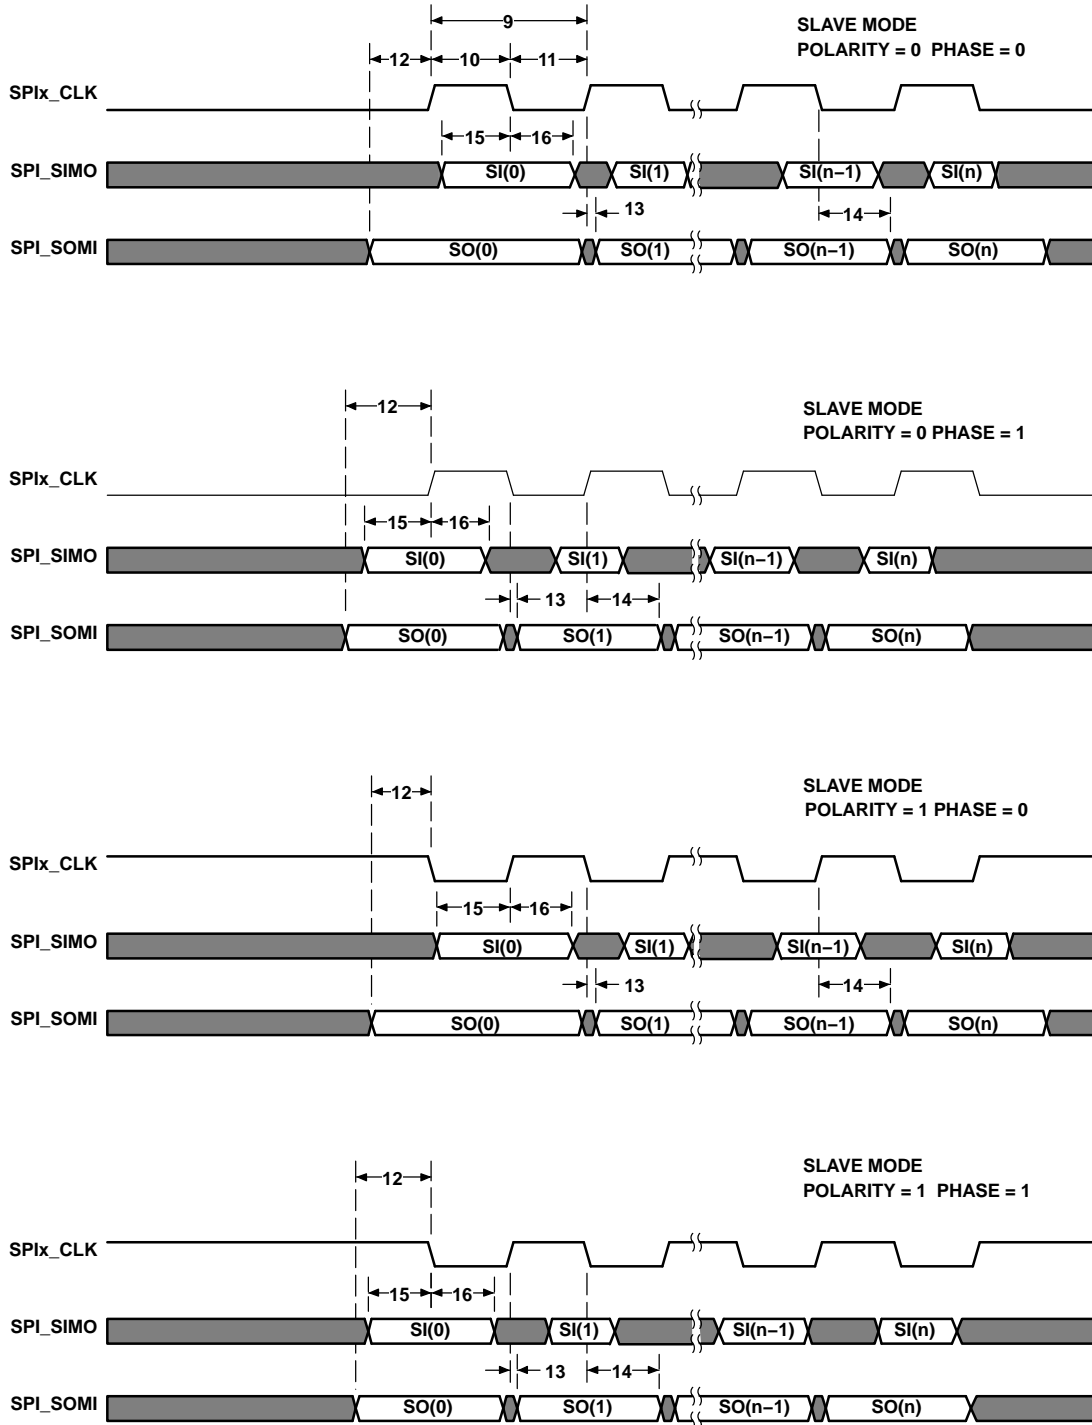 9
SLAVE MODE
POLARITY = 0 PHASE = 0
12 10 11
SPIx_CLK
15 16
SPI_SIMO SI(0) SI(1) SI(n−1) SI(n)
13 14
SPI_SOMI SO(0) SO(1) SO(n−1) SO(n)
12
SLAVE MODE
POLARITY = 0 PHASE = 1
SPIx_CLK
15 16
SPI_SIMO SI(0) SI(1) SI(n−1) SI(n)
13 14
SPI_SOMI SO(0) SO(1) SO(n−1) SO(n)
SLAVE MODE
12
POLARITY = 1 PHASE = 0
SPIx_CLK
15 16
SPI_SIMO SI(0) SI(1) SI(n−1) SI(n)
13 14
SPI_SOMI SO(0) SO(1) SO(n−1) SO(n)
SLAVE MODE
12
POLARITY = 1 PHASE = 1
SPIx_CLK
15 16
SPI_SIMO SI(0) SI(1) SI(n−1) SI(n)
13 14
SPI_SOMI SO(0) SO(1) SO(n−1) SO(n)